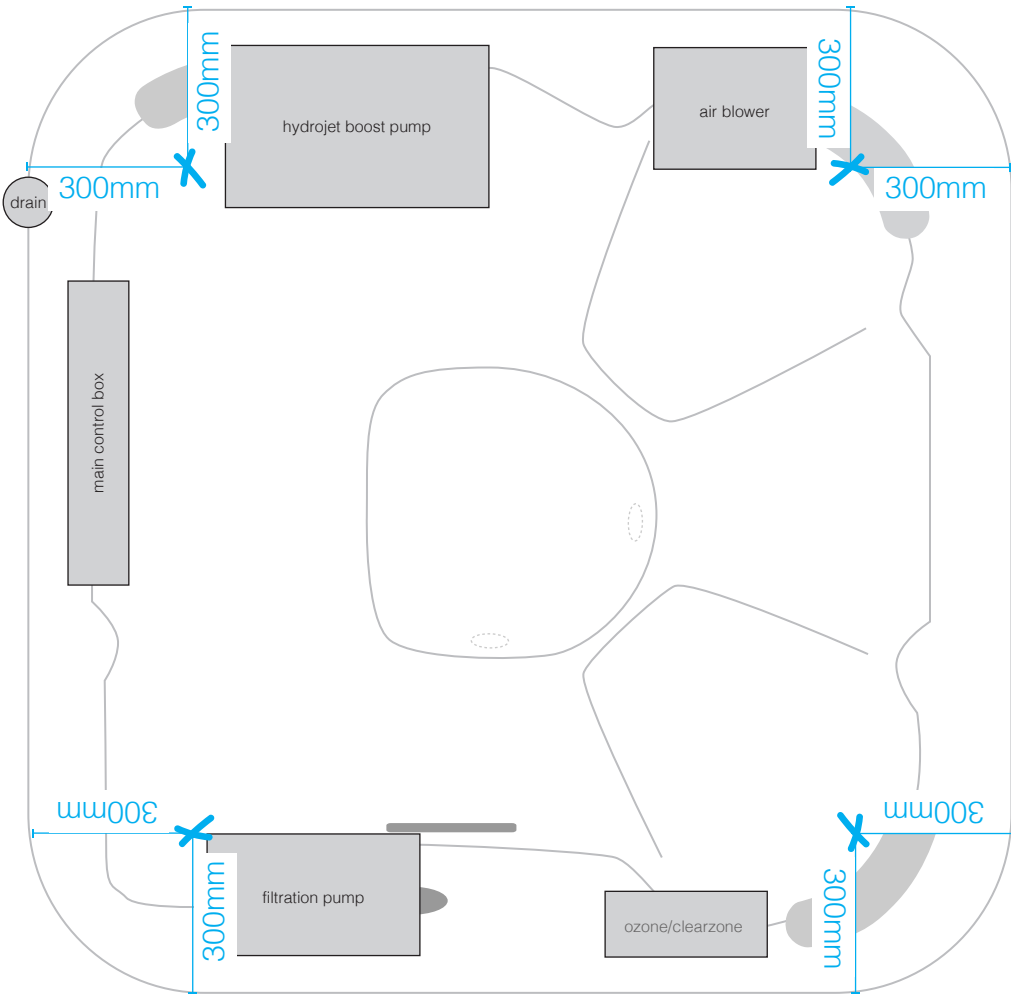 300mm
300mm
hydrojet boost pump
air blower
300mm
300mm
drain
main control box
300mm
300mm
300mm
filtration pump
300mm
ozone/clearzone